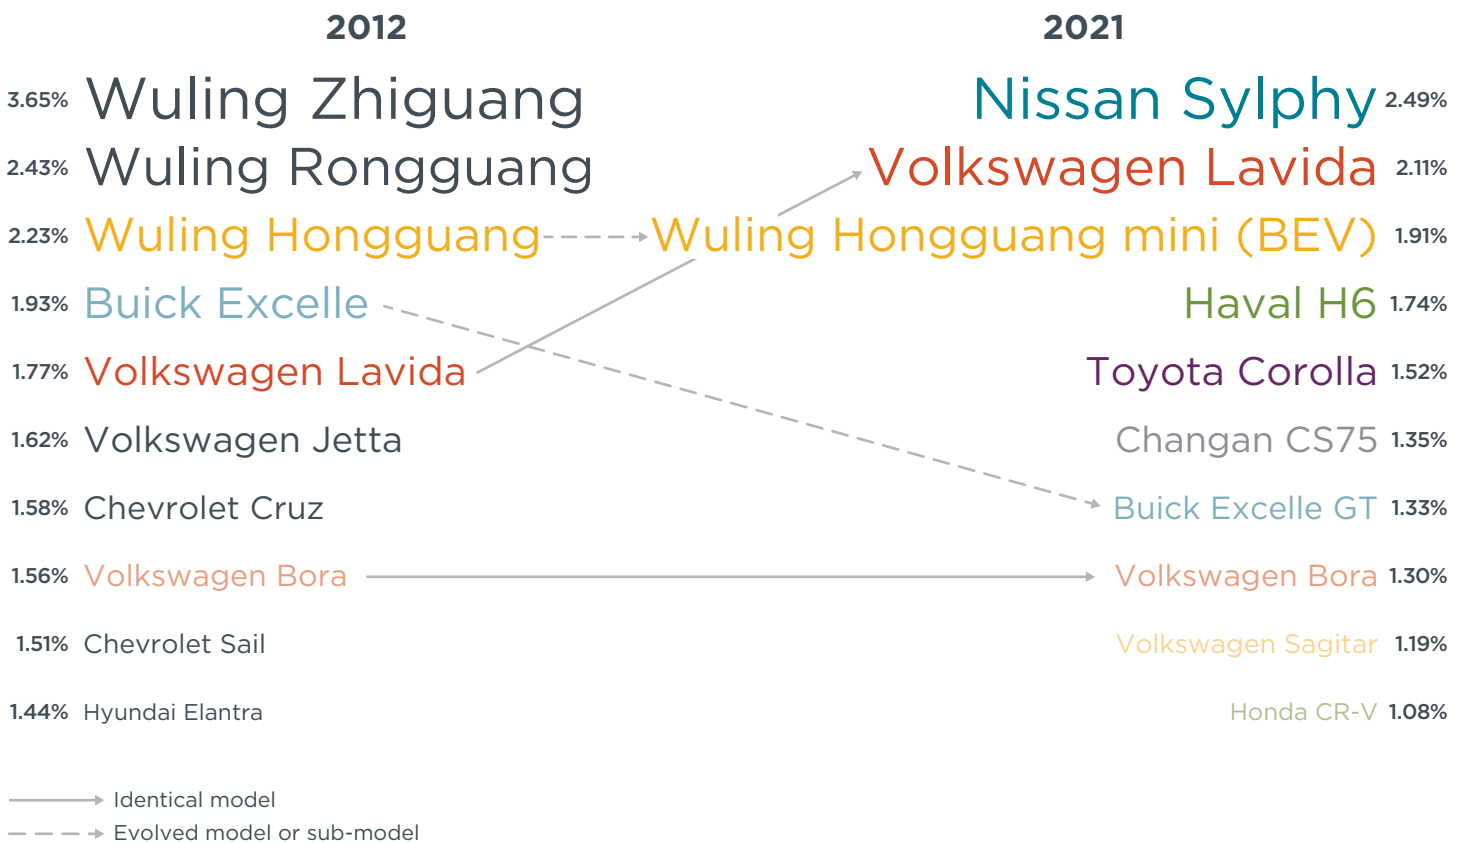 2012 2021
3.65% Wuling Zhiguang Nissan Sylphy 2.49%
2.43% Wuling Rongguang Volkswagen Lavida 2.11%
2.23% Wuling Hongguang Wuling Hongguang mini (BEV) 1.91%
1.93% Buick Excelle Haval H6 1.74%
1.77% Volkswagen Lavida Toyota Corolla 1.52%
1.62% Volkswagen Jetta Changan CS75 1.35%
1.58% Chevrolet Cruz Buick Excelle GT 1.33%
1.56% Volkswagen Bora Volkswagen Bora 1.30%
1.51% Chevrolet Sail Volkswagen Sagitar 1.19%
1.44% Hyundai Elantra Honda CR-V 1.08%
Identical model
Evolved model or sub-model